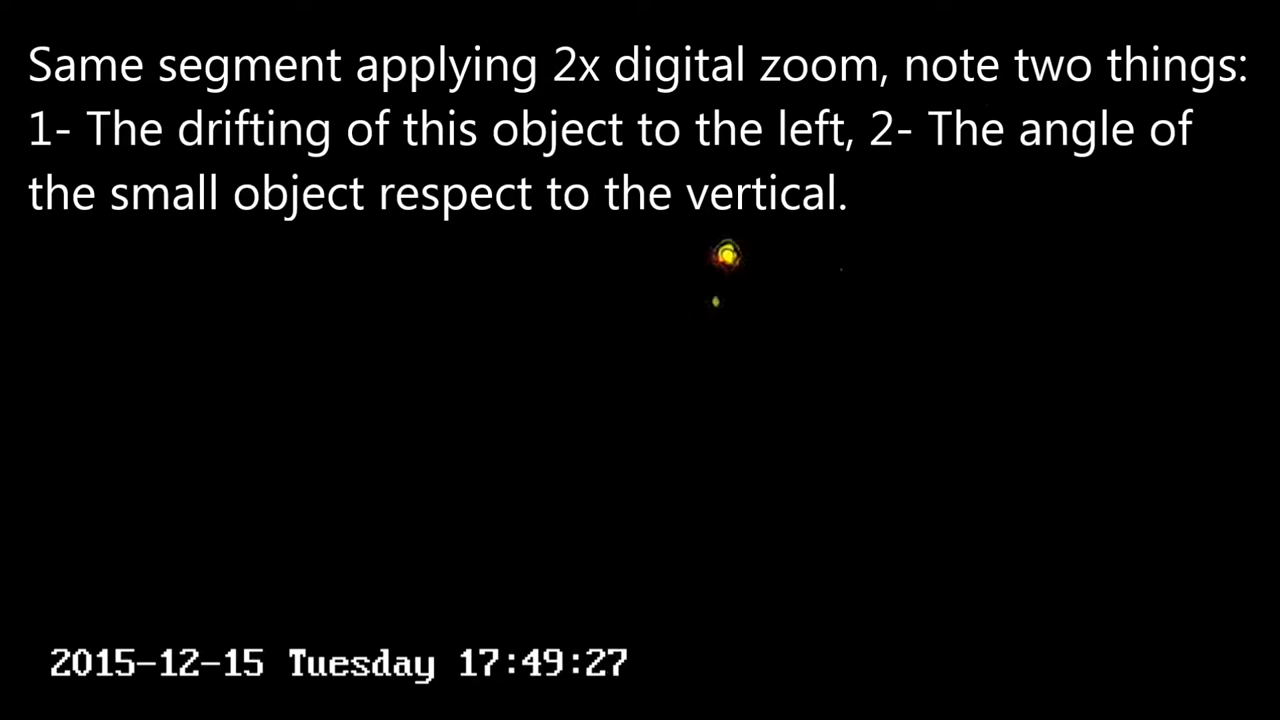 Same segment applying 2x digital zoom, note two things:
1- The drifting of this object to the left, 2- The angle of
the small object respect to the vertical.
2015-12-15 Tuesday 17:49:27